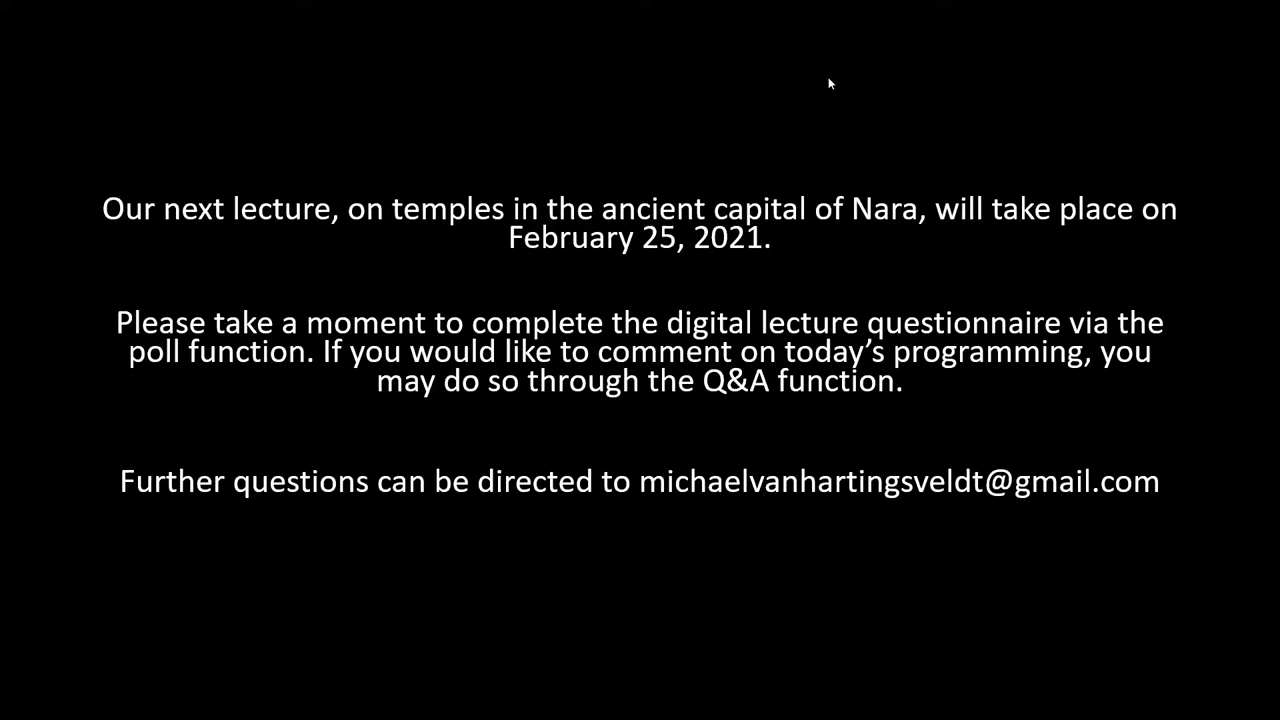 Our next lecture, on temples in the ancient capital of Nara, will take place on
February 25, 2021.
Please take a moment to complete the digital lecture questionnaire via the
poll function. If you would like to comment on today’s programming, you
may do so through the Q&A function.
Further questions can be directed to michaelvanhartingsveldt@gmail.com